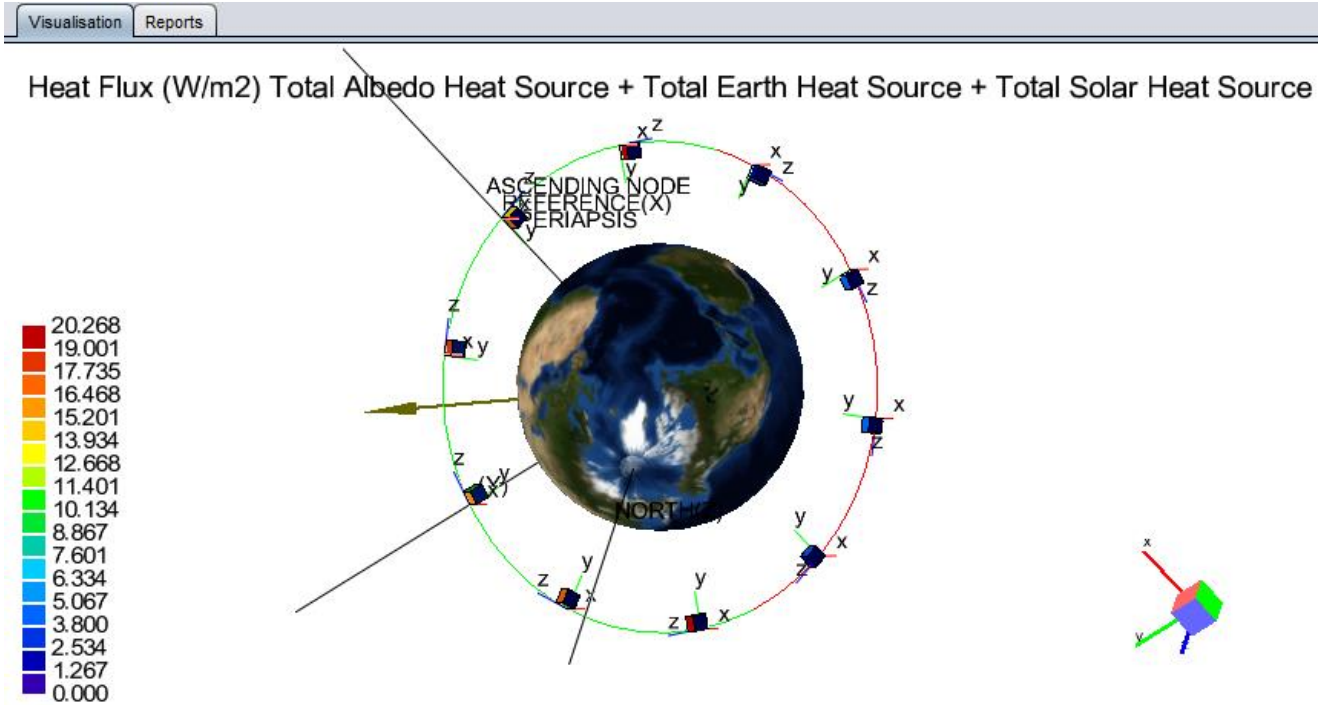 Visualisation Reports
Heat Flux (W/m2) Total Albedo Heat Source + Total Earth Heat Source + Total Solar Heat Source
x z
x
y
z
y
z
ASCENDING NODE
REFERENCE(X)
PERIAPSIS
y
x
y
z
z
x y
y
x
z
z
y
(Y)
x
y
x
z
y
z
x
y
z
x
NORTH(Z)
20.268
19.001
17.735
16.468
15.201
13.934
12.668
11.401
10.134
8.867
7.601
6.334
5.067
3.800
2.534
1.267
0.000
x
y